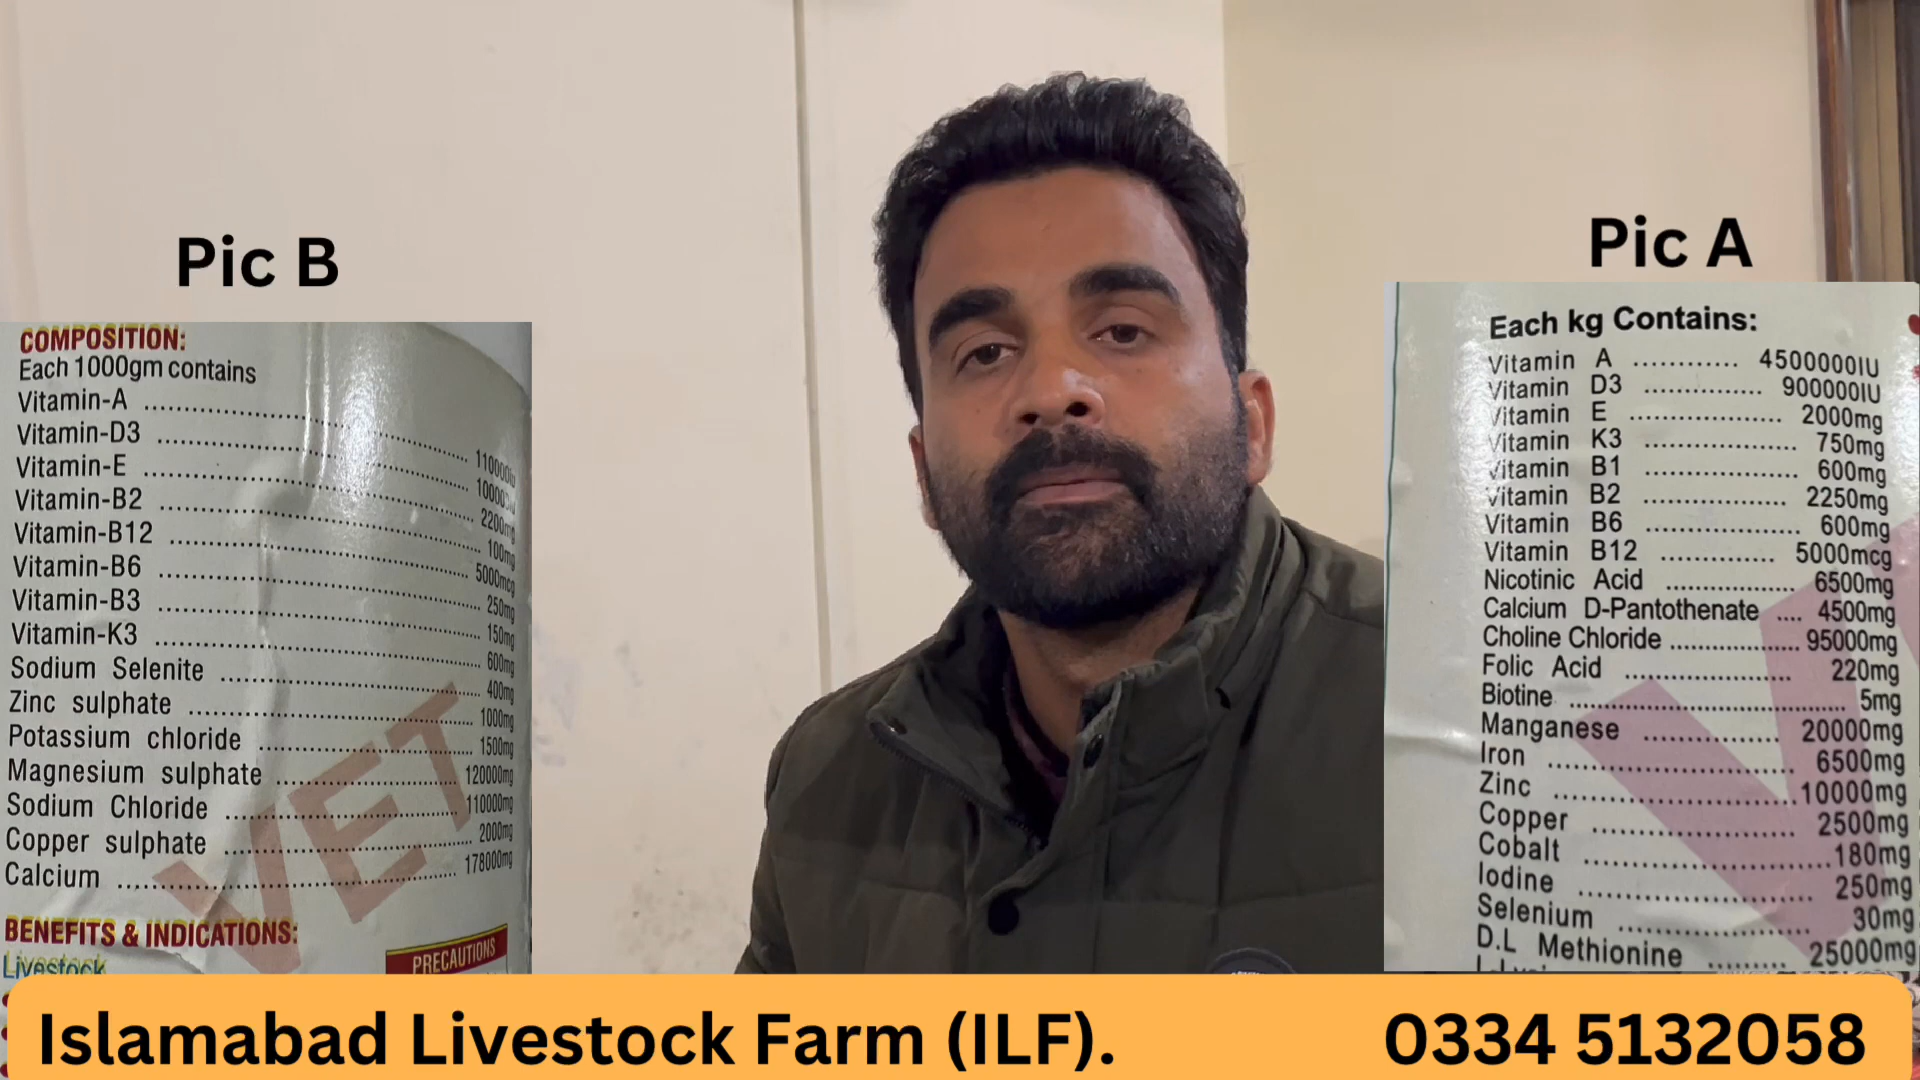 Pic B
COMPOSITION:
Each 1000gm contains
Vitamin-A ........................
Vitamin-D3 ........................
Vitamin-E ........................ 2200mg
Vitamin-B2 ........................ 100mg
Vitamin-B12 ........................ 5000mcg
Vitamin-B6 ........................ 250mg
Vitamin-B3 ........................ 150mg
Vitamin-K3 ........................ 600mg
Sodium Selenite ........................ 400mg
Zinc sulphate ........................ 1000mg
Potassium chloride ........................ 1500mg
Magnesium sulphate ........................ 120000mg
Sodium Chloride ........................ 110000mg
Copper sulphate ........................ 2000mg
Calcium ........................ 178000mg
VET
BENEFITS & INDICATIONS:
Livestock
PRECAUTIONS
Pic A
Each kg Contains:
Vitamin A ........... 4500000IU
Vitamin D3 ............ 900000IU
Vitamin E ................ 2000mg
Vitamin K3 ................ 750mg
Vitamin B1 ................ 600mg
Vitamin B2 ............... 2250mg
Vitamin B6 ................ 600mg
Vitamin B12 ............ 5000mcg
Nicotinic Acid ............. 6500mg
Calcium D-Pantothenate .... 4500mg
Choline Chloride ................ 95000mg
Folic Acid .................... 220mg
Biotine ................................. 5mg
Manganese ................... 20000mg
Iron .............................. 6500mg
Zinc .............................10000mg
Copper ........................ 2500mg
Cobalt .............................180mg
Iodine ........................... 250mg
Selenium ...................... 30mg
D.L Methionine ......... 25000mg
Islamabad Livestock Farm (ILF).
0334 5132058